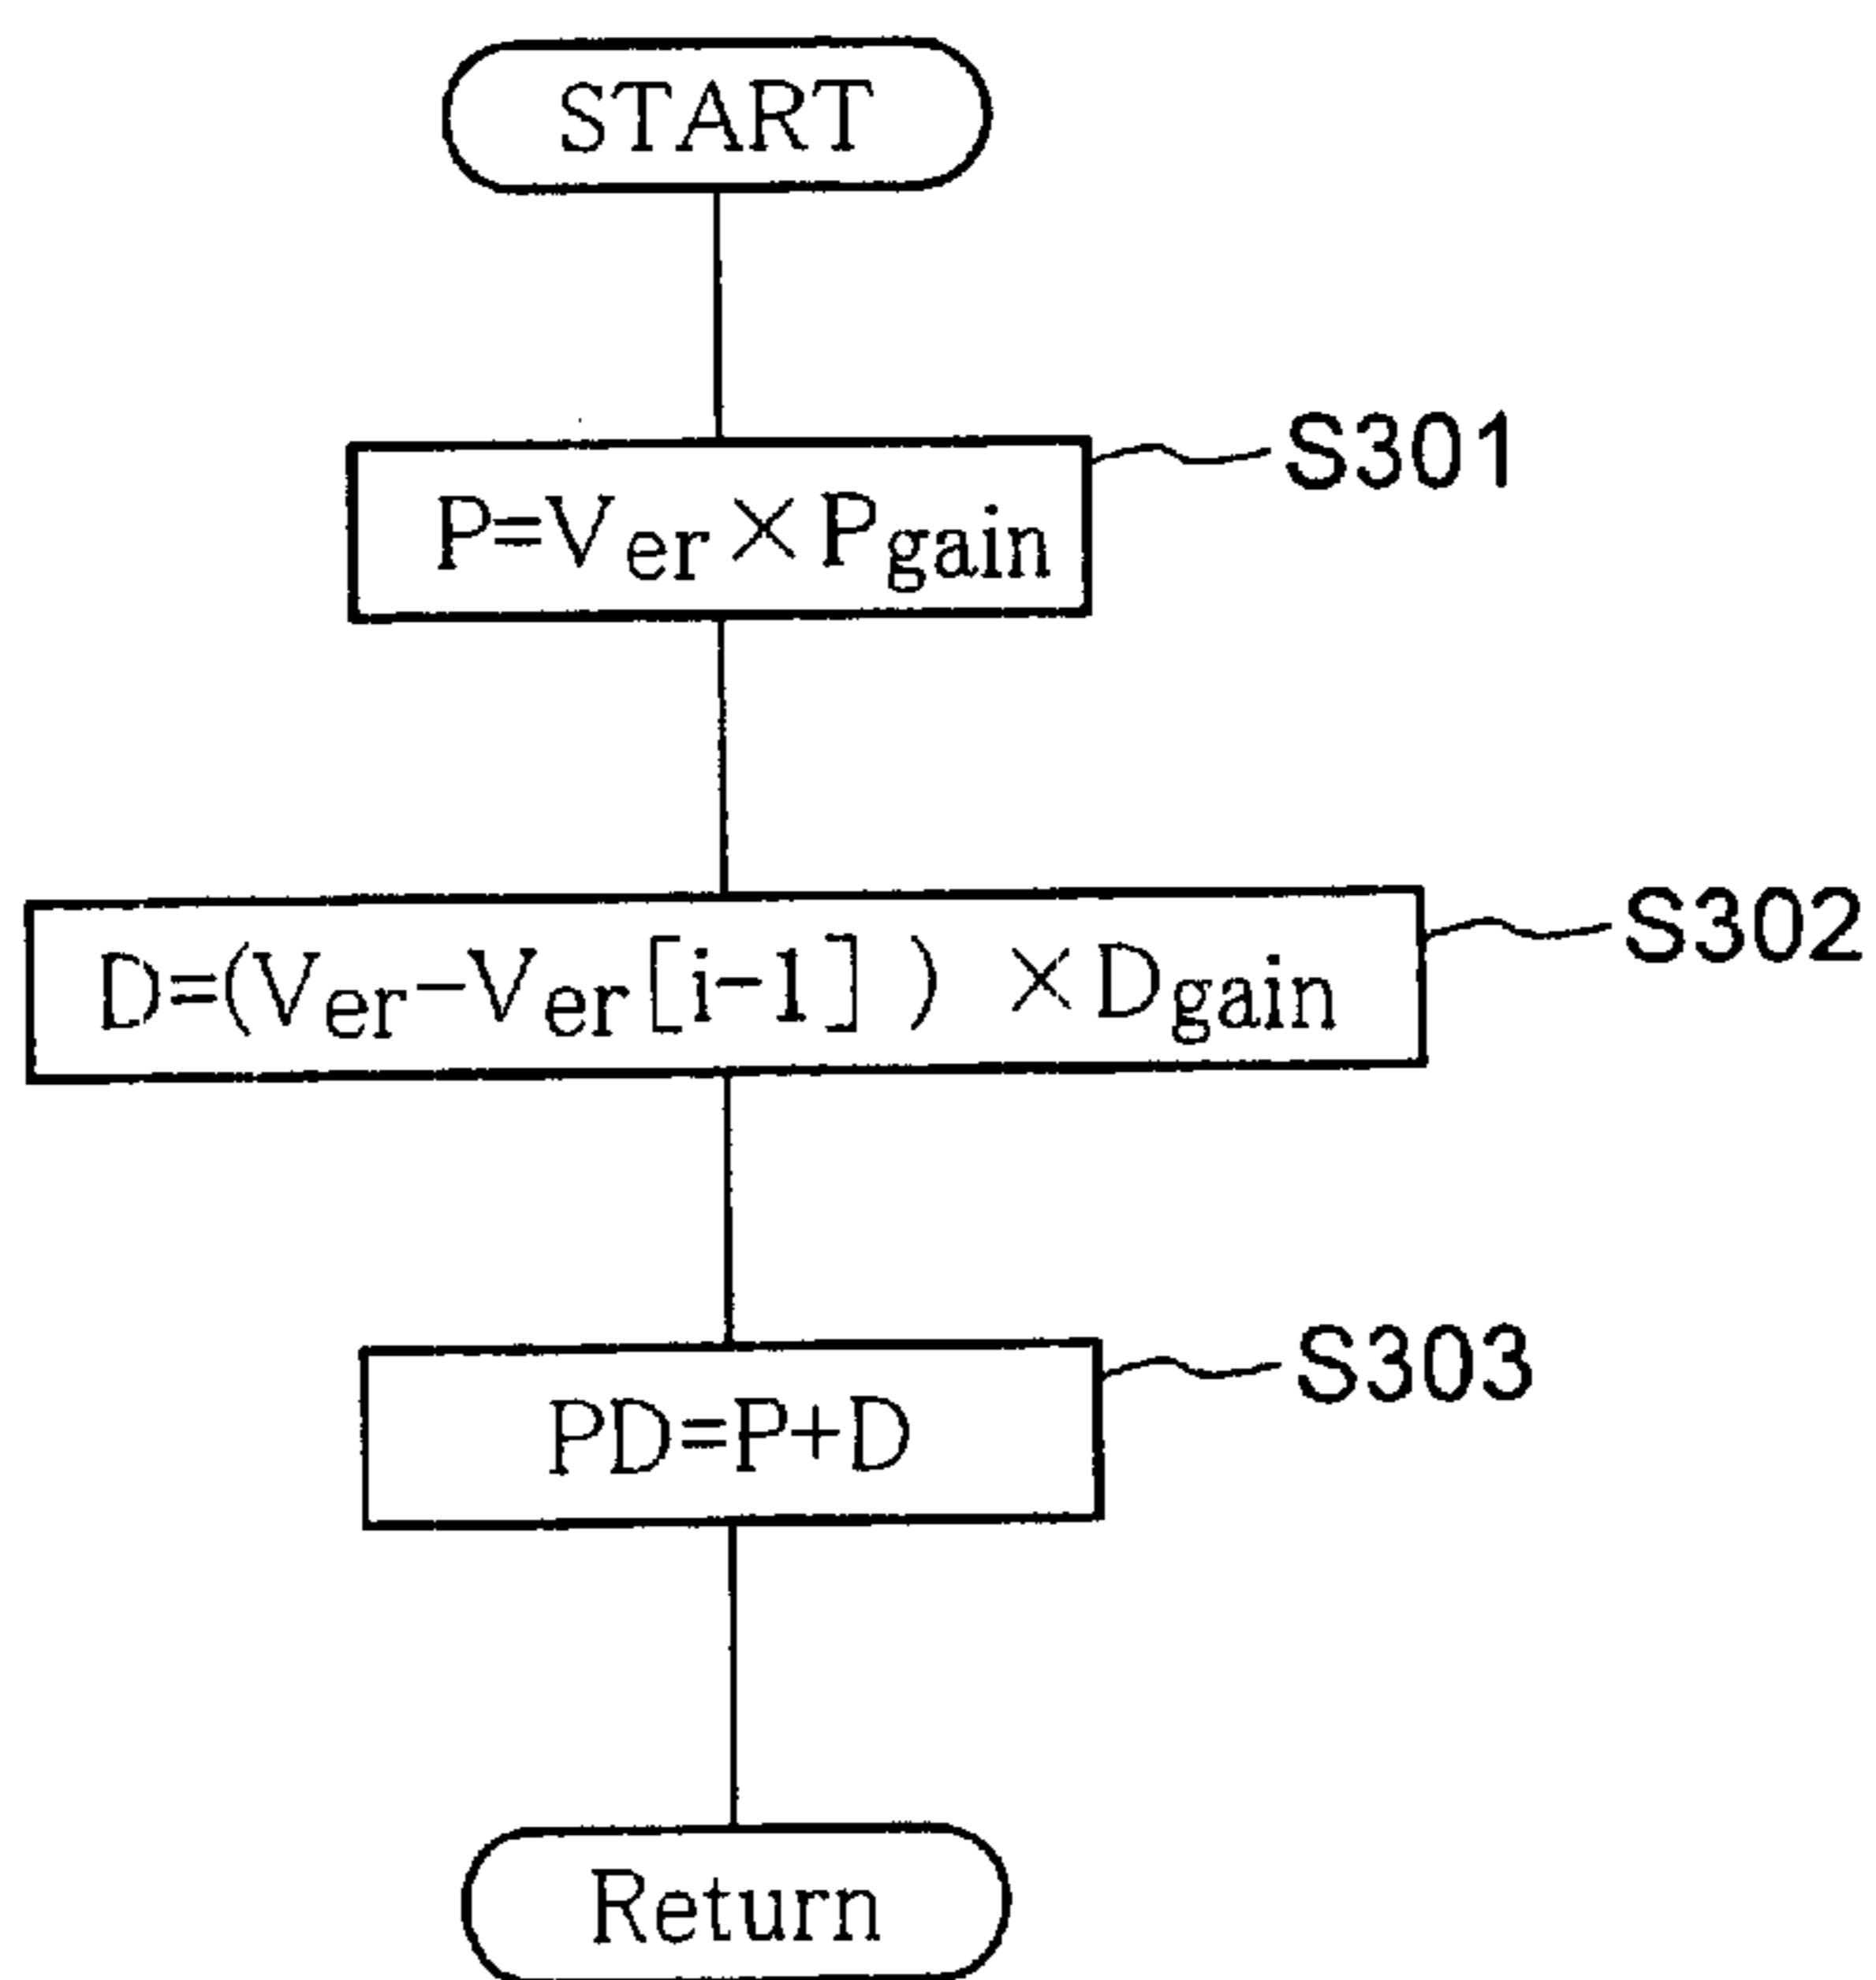 START
S301
P=Ver×Pgain
S302
D=(Ver-Ver[i-1])×Dgain
S303
PD=P+D
Return